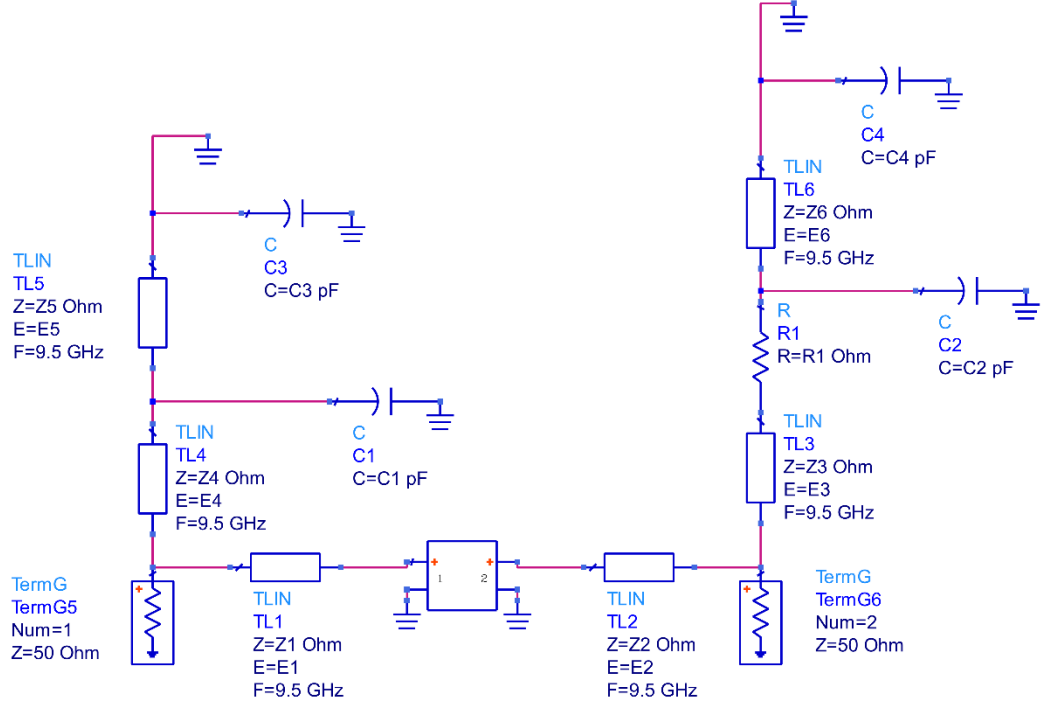 C
C4
C=C4 pF
TLIN
TL6
Z=Z6 Ohm
E=E6
F=9.5 GHz
C
C3
C=C3 pF
TLIN
TL5
Z=Z5 Ohm
E=E5
F=9.5 GHz
R
R1
R=R1 Ohm
C
C2
C=C2 pF
TLIN
TL4
Z=Z4 Ohm
E=E4
F=9.5 GHz
C
C1
C=C1 pF
TLIN
TL3
Z=Z3 Ohm
E=E3
F=9.5 GHz
TermG
TermG5
Num=1
Z=50 Ohm
+
TLIN
TL1
Z=Z1 Ohm
E=E1
F=9.5 GHz
+ +
1 2
TLIN
TL2
Z=Z2 Ohm
E=E2
F=9.5 GHz
+
TermG
TermG6
Num=2
Z=50 Ohm